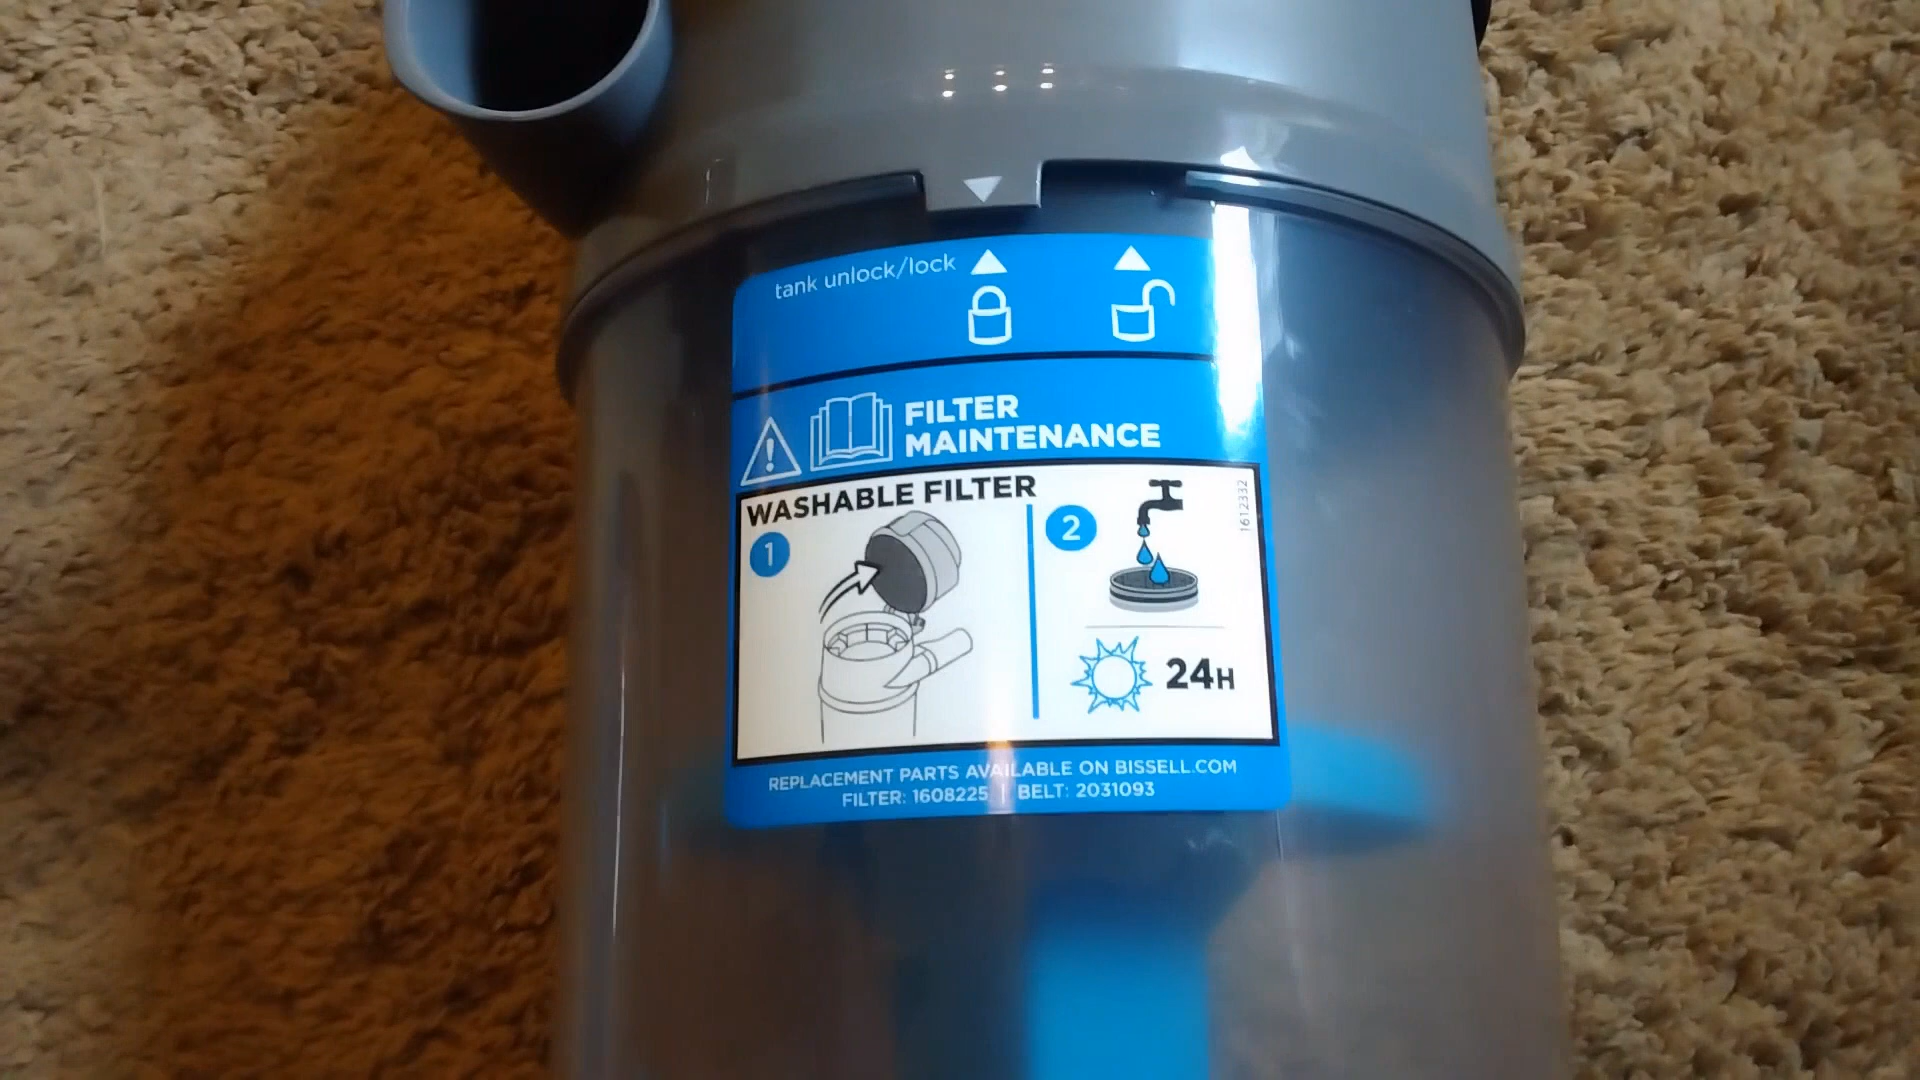 tank unlock/lock
FILTER
MAINTENANCE
WASHABLE FILTER
1
2
1612332
24H
REPLACEMENT PARTS AVAILABLE ON BISSELL.COM
FILTER: 1608225 | BELT: 2031093